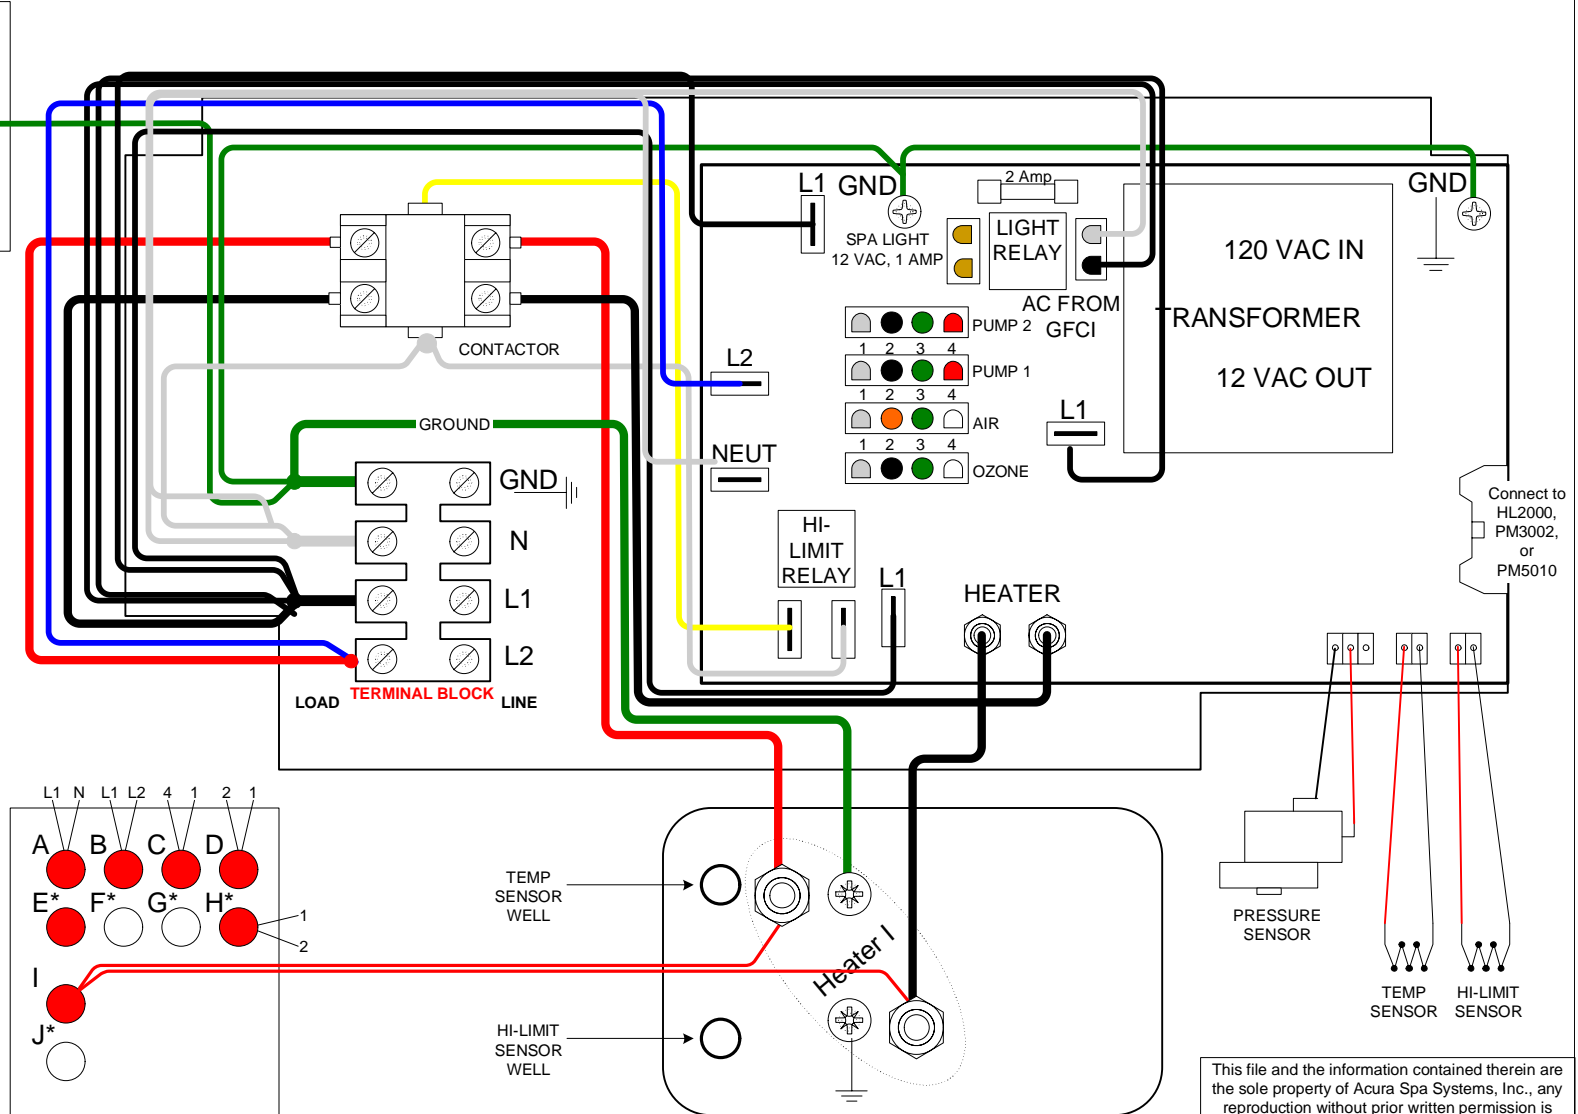 2 Amp
L1
GND
GND
SPA LIGHT
12 VAC, 1 AMP
LIGHT
RELAY
120 VAC IN
AC FROM
GFCI
TRANSFORMER
12 VAC OUT
PUMP 2
1 2 3 4
PUMP 1
1 2 3 4
AIR
1 2 3 4
OZONE
CONTACTOR
L2
L1
GROUND
NEUT
GND
N
L1
L2
HI-
LIMIT
RELAY
L1
HEATER
Connect to
HL2000,
PM3002,
or
PM5010
LOAD
TERMINAL BLOCK
LINE
L1 N L1 L2 4 1 2 1
A B C D
E* F* G* H*
1
2
I
J*
TEMP
SENSOR
WELL
Heater I
HI-LIMIT
SENSOR
WELL
PRESSURE
SENSOR
TEMP
SENSOR
HI-LIMIT
SENSOR
This file and the information contained therein are
the sole property of Acura Spa Systems, Inc., any
reproduction without prior written permission is